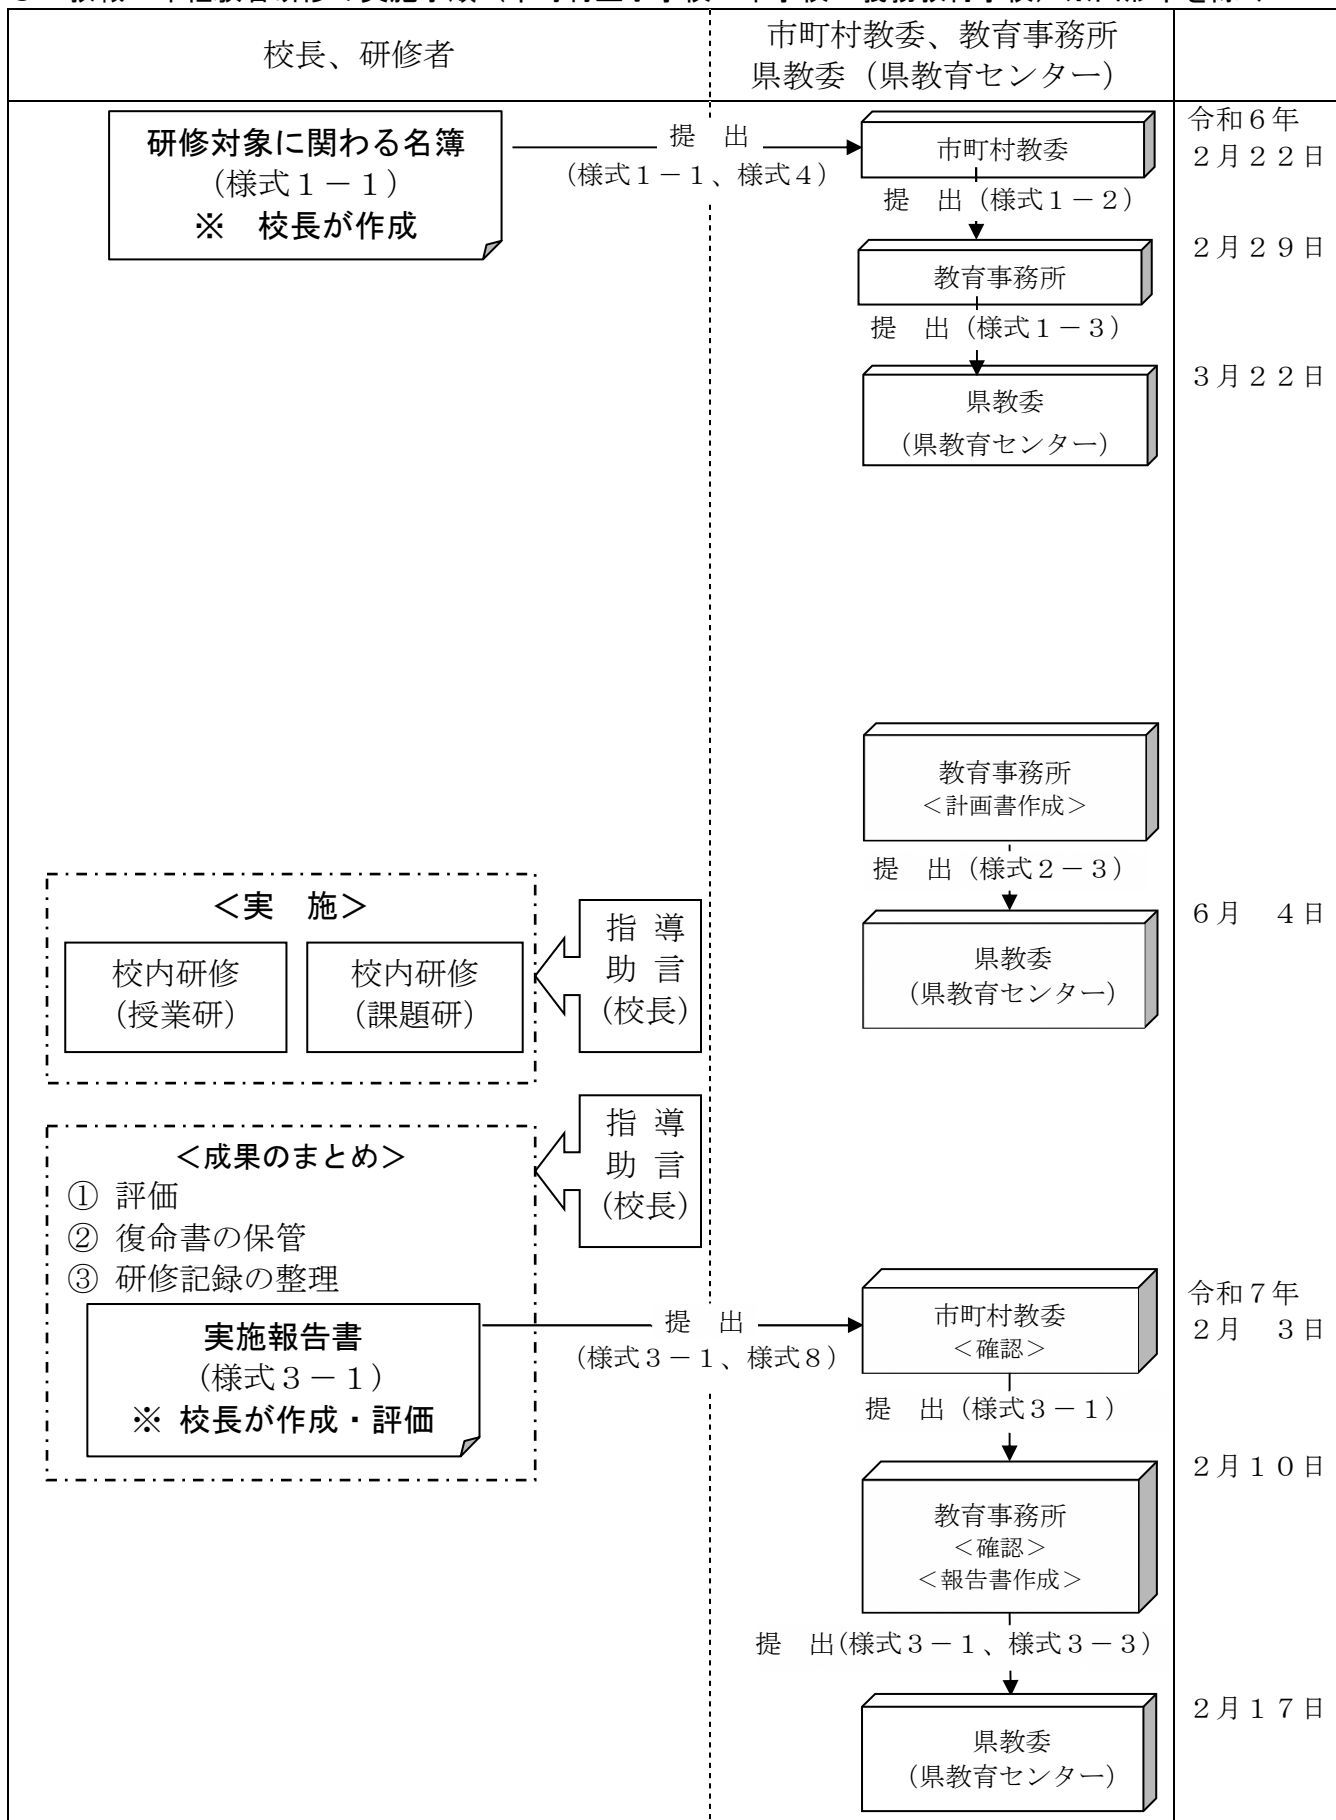 校長、研修者
市町村教委、教育事務所
県教委（県教育センター）
研修対象に関わる名簿
（様式１－１）
※　校長が作成
提　出
（様式１－１、様式４）
市町村教委
令和６年
２月２２日
提　出（様式１－２）
教育事務所
２月２９日
提　出（様式１－３）
県教委
（県教育センター）
３月２２日
教育事務所
＜計画書作成＞
提　出（様式２－３）
県教委
（県教育センター）
６月　４日
＜実　施＞
校内研修
（授業研）
校内研修
（課題研）
指 導
助 言
（校長）
＜成果のまとめ＞
① 評価
② 復命書の保管
③ 研修記録の整理
指 導
助 言
（校長）
実施報告書
（様式３－１）
※ 校長が作成・評価
提　出
（様式３－１、様式８）
市町村教委
＜確認＞
令和７年
２月　３日
提　出（様式３－１）
教育事務所
＜確認＞
＜報告書作成＞
２月１０日
提　出（様式３－１、様式３－３）
県教委
（県教育センター）
２月１７日